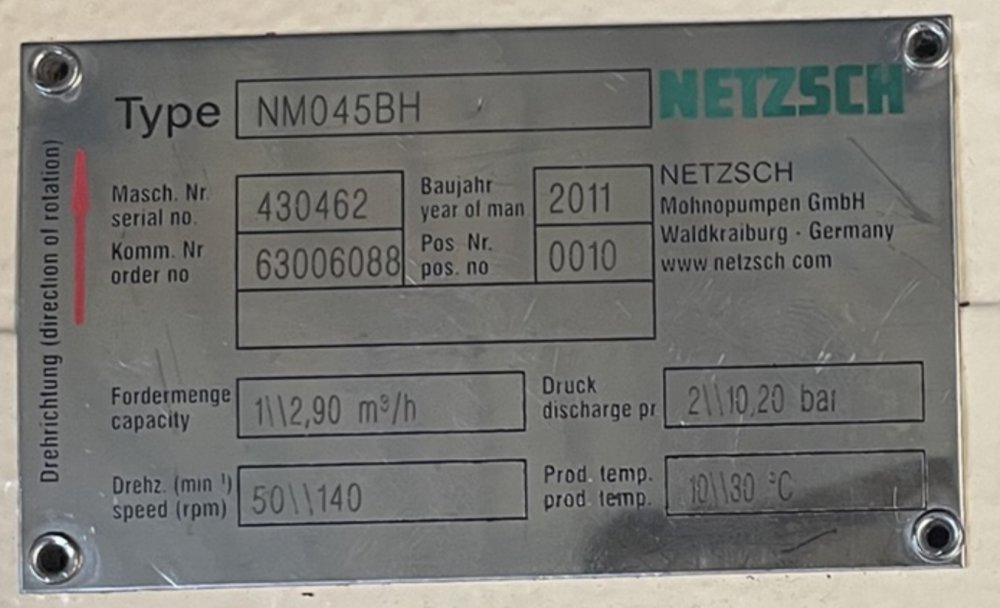 Type NM045BH NETZSCH
Masch. Nr. serial no. 430462 Baujahr year of man 2011
Komm. Nr order no 63006088 Pos. Nr. pos. no 0010
NETZSCH
Mohnopumpen GmbH
Waldkraiburg · Germany
www netzsch com
Fordermenge capacity 1\\2,90 m³/h Druck discharge pr 2\\10,20 bar
Drehz. (min ¹) speed (rpm) 50\\140 Prod. temp. prod. temp. 10\\30 °C
Drehrichtung (direction of rotation)